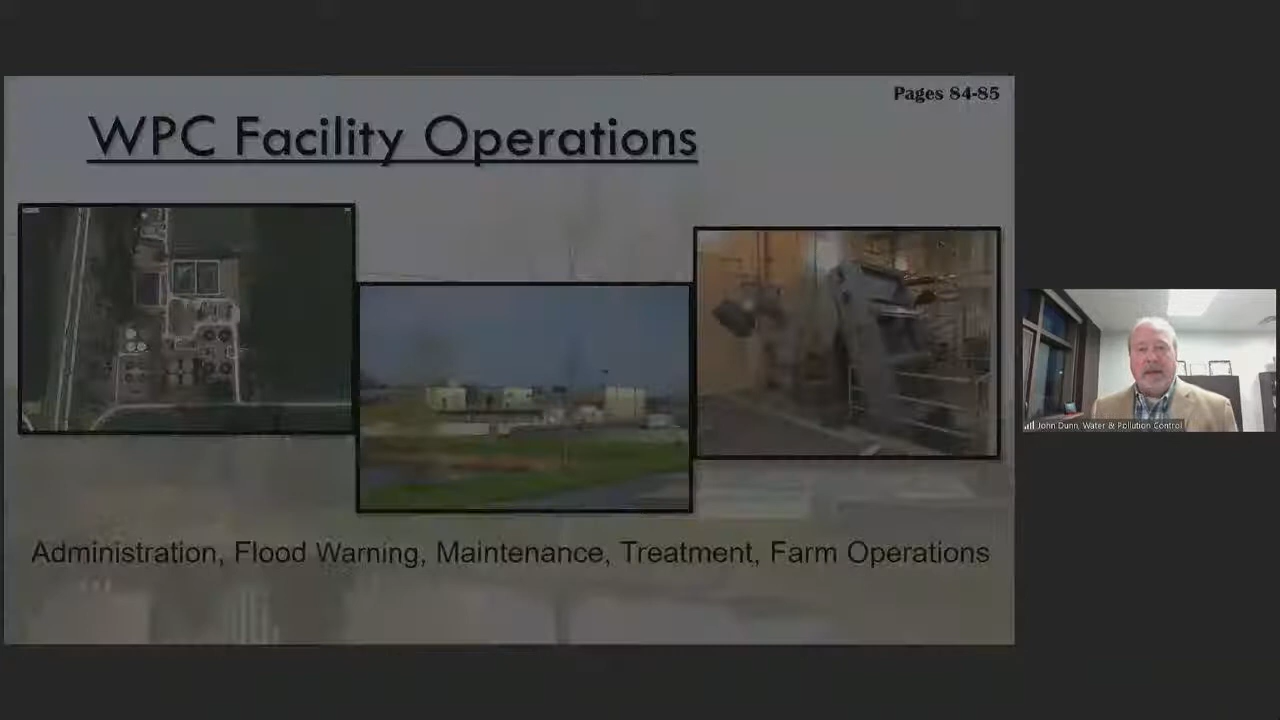 Pages 84-85
WPC Facility Operations
Administration, Flood Warning, Maintenance, Treatment, Farm Operations
John Dunn, Water & Pollution Control